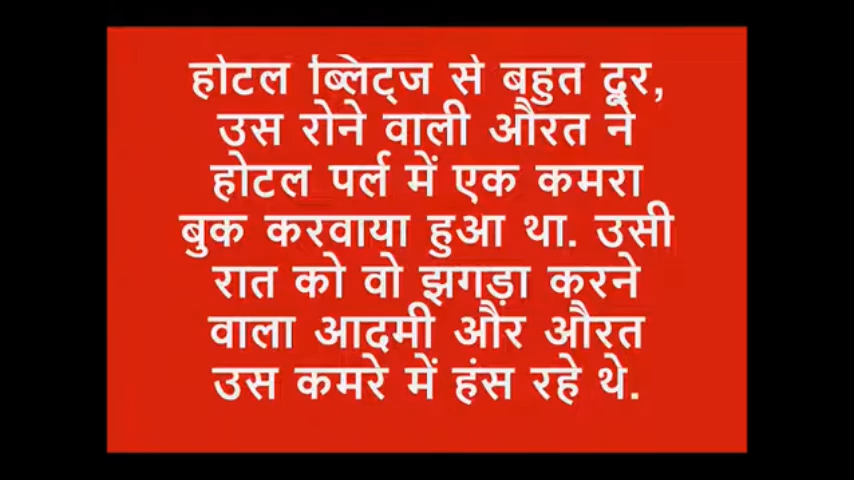 होटल ब्लिट्ज से बहुत दूर,
उस रोने वाली औरत ने
होटल पर्ल में एक कमरा
बुक करवाया हुआ था. उसी
रात को वो झगड़ा करने
वाला आदमी और औरत
उस कमरे में हंस रहे थे.